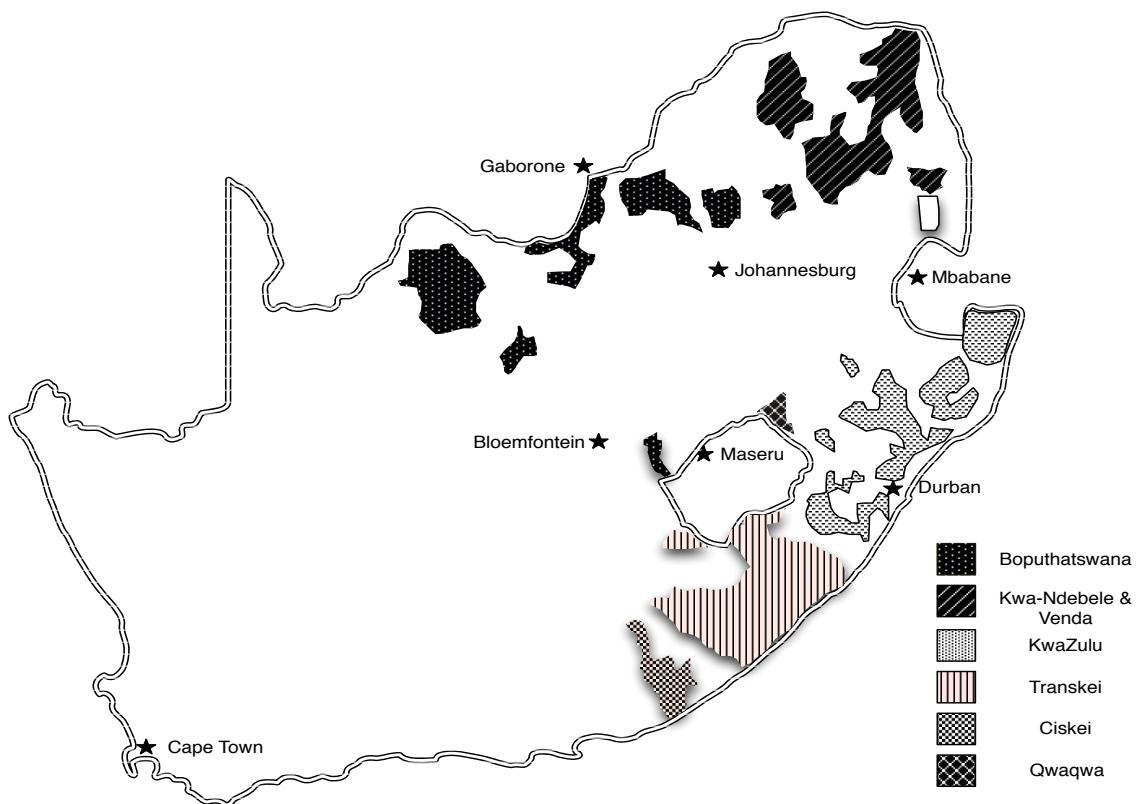 Gaborone
Johannesburg
Mbabane
Bloemfontein
Maseru
Durban
Boputhatswana
Kwa-Ndebele &
Venda
KwaZulu
Transkei
Ciskei
Qwaqwa
Cape Town